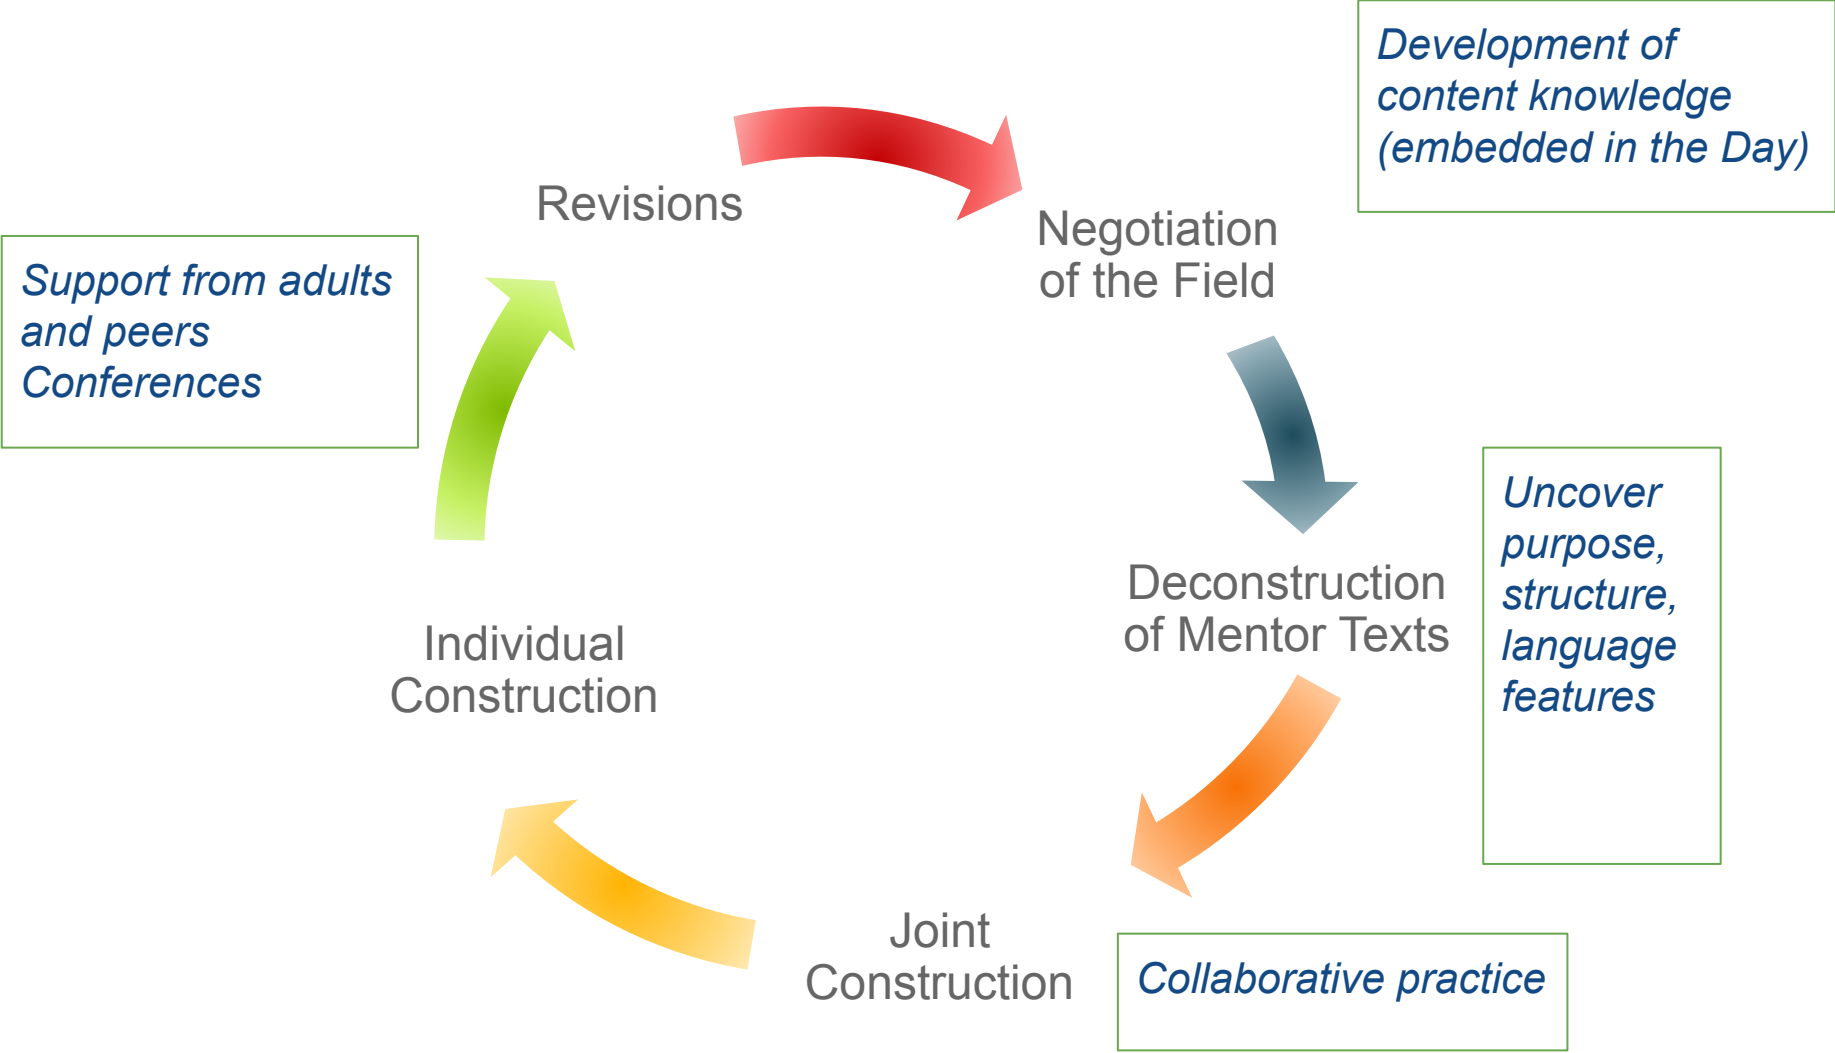 Development of
content knowledge
(embedded in the Day)
Revisions
Negotiation
of the Field
Support from adults
and peers
Conferences
Uncover
purpose,
structure,
language
features
Deconstruction
of Mentor Texts
Individual
Construction
Joint
Construction
Collaborative practice